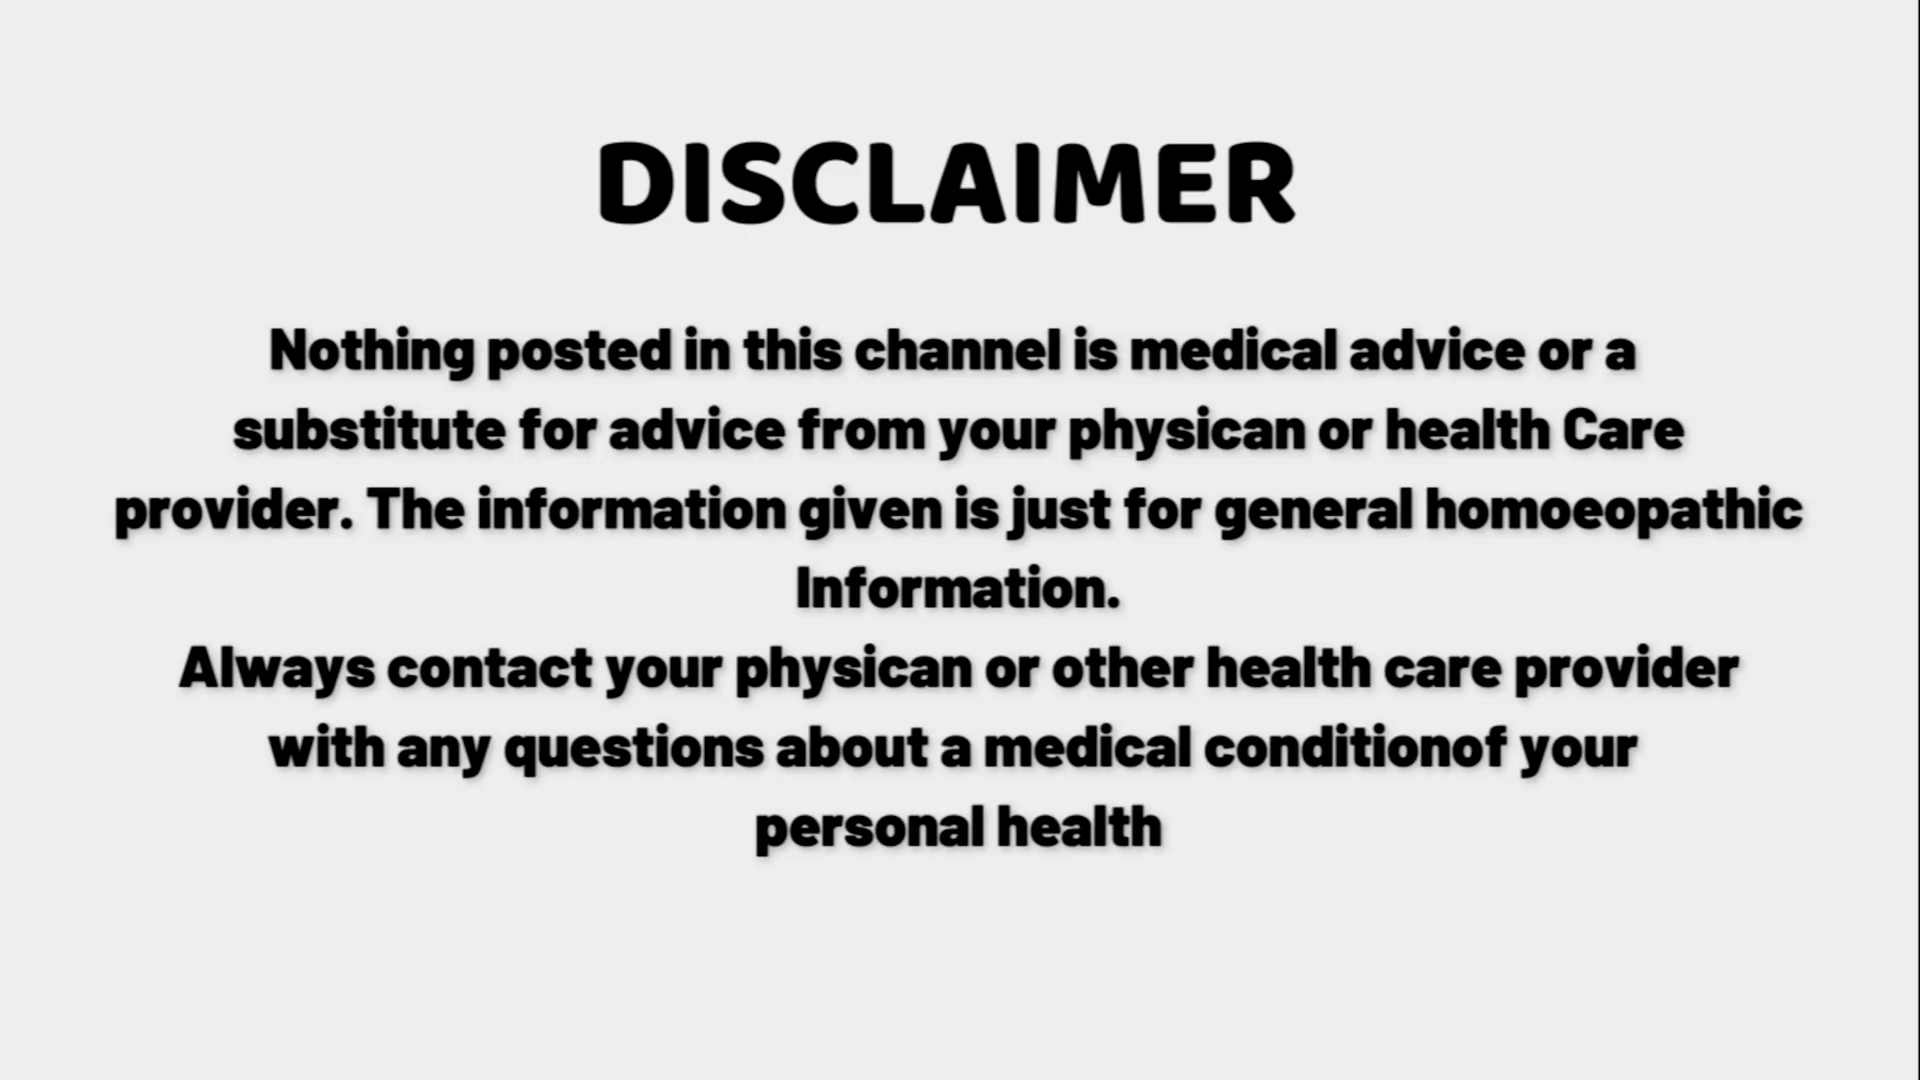 DISCLAIMER
Nothing posted in this channel is medical advice or a
substitute for advice from your physican or health Care
provider. The information given is just for general homoeopathic
Information.
Always contact your physican or other health care provider
with any questions about a medical conditionof your
personal health